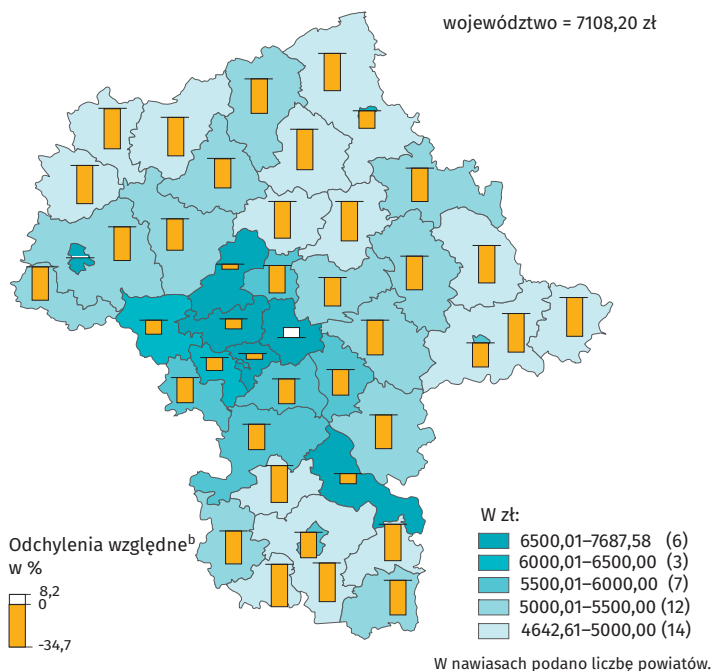 województwo = 7108,20 zł
Odchylenia względneᵇ
w %
8,2
0
-34,7
W zł:
6500,01–7687,58 (6)
6000,01–6500,00 (3)
5500,01–6000,00 (7)
5000,01–5500,00 (12)
4642,61–5000,00 (14)
W nawiasach podano liczbę powiatów.